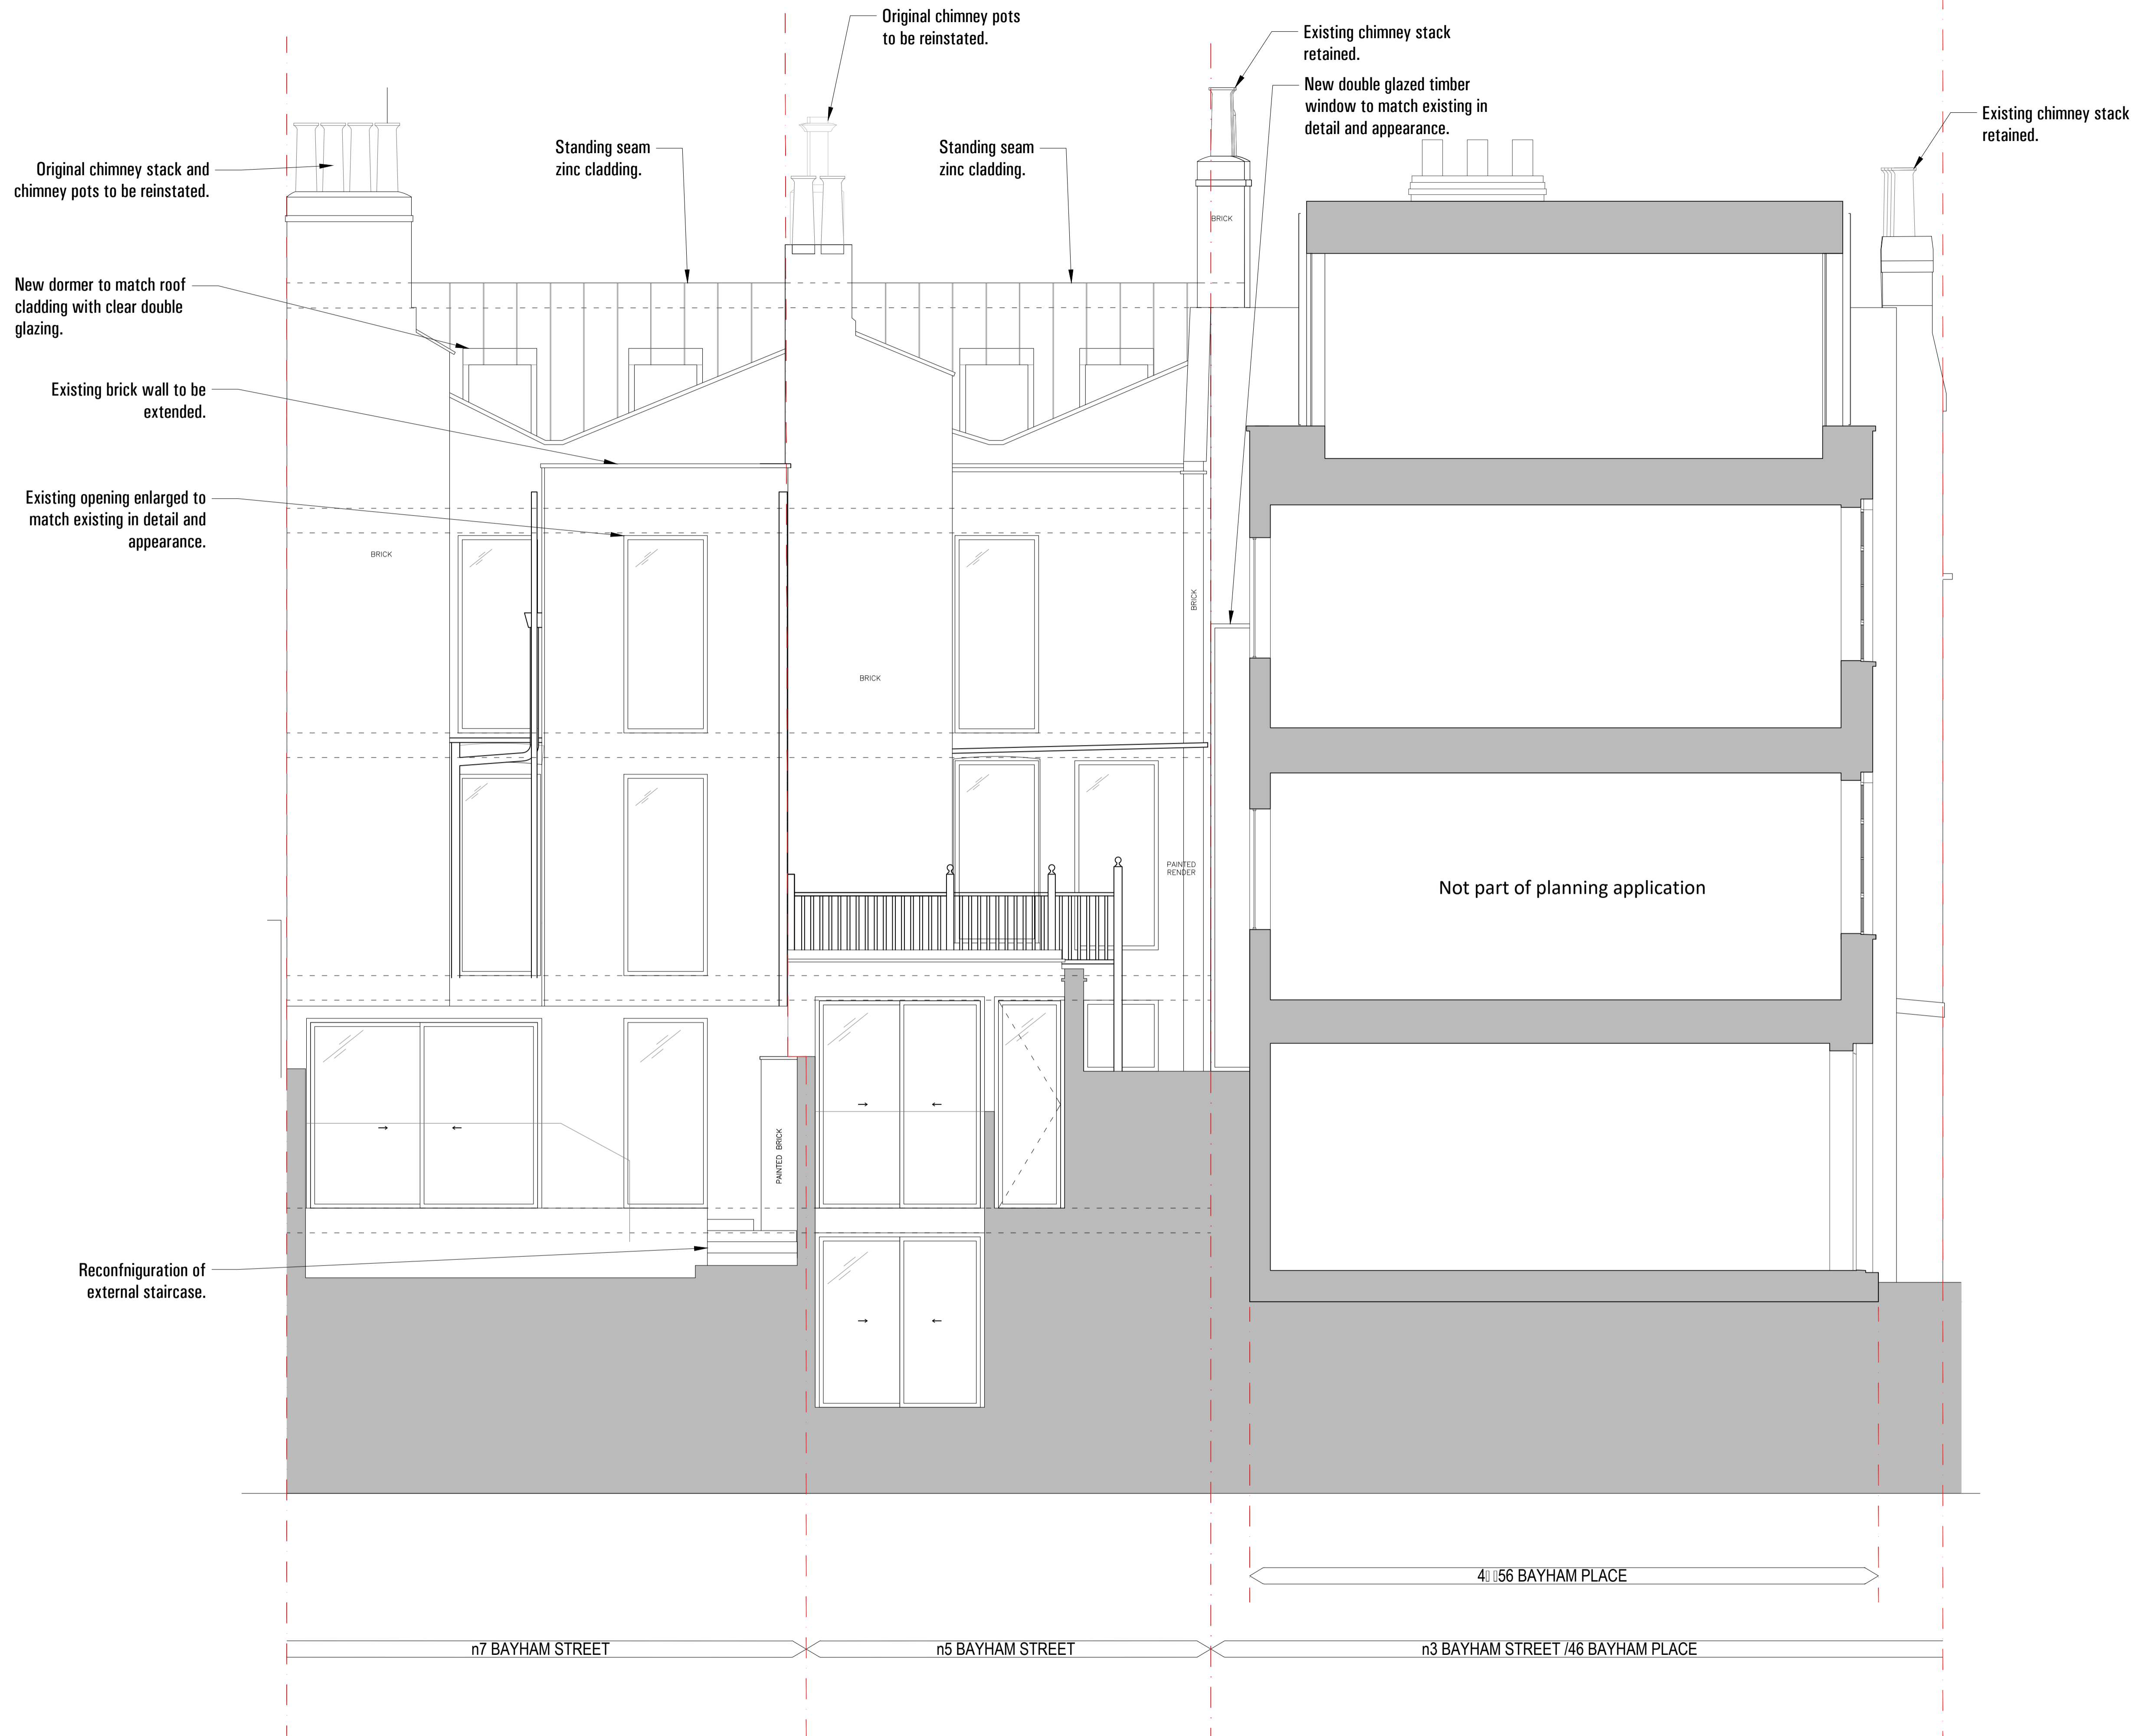 Original chimney pots
to be reinstated.
Existing chimney stack
retained.
New double glazed timber
window to match existing in
detail and appearance.
Existing chimney stack
retained.
Standing seam
zinc cladding.
Standing seam
zinc cladding.
Original chimney stack and
chimney pots to be reinstated.
BRICK
New dormer to match roof
cladding with clear double
glazing.
Existing brick wall to be
extended.
Existing opening enlarged to
match existing in detail and
appearance.
BRICK
BRICK
BRICK
PAINTED
RENDER
Not part of planning application
PAINTED BRICK
Reconfniguration of
external staircase.
56 BAYHAM PLACE
n7 BAYHAM STREET
n5 BAYHAM STREET
n3 BAYHAM STREET /46 BAYHAM PLACE